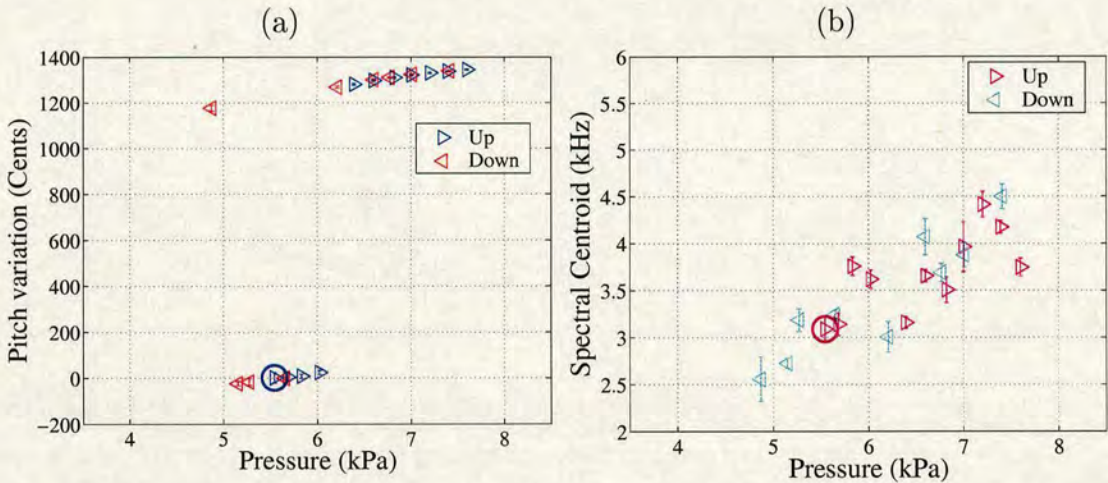 (a)
1400
1200
1000
800
600
400
200
0
−200
4 5 6 7 8
Pressure (kPa)
Pitch variation (Cents)
Up
Down
(b)
6
5.5
5
4.5
4
3.5
3
2.5
2
4 5 6 7 8
Pressure (kPa)
Spectral Centroid (kHz)
Up
Down